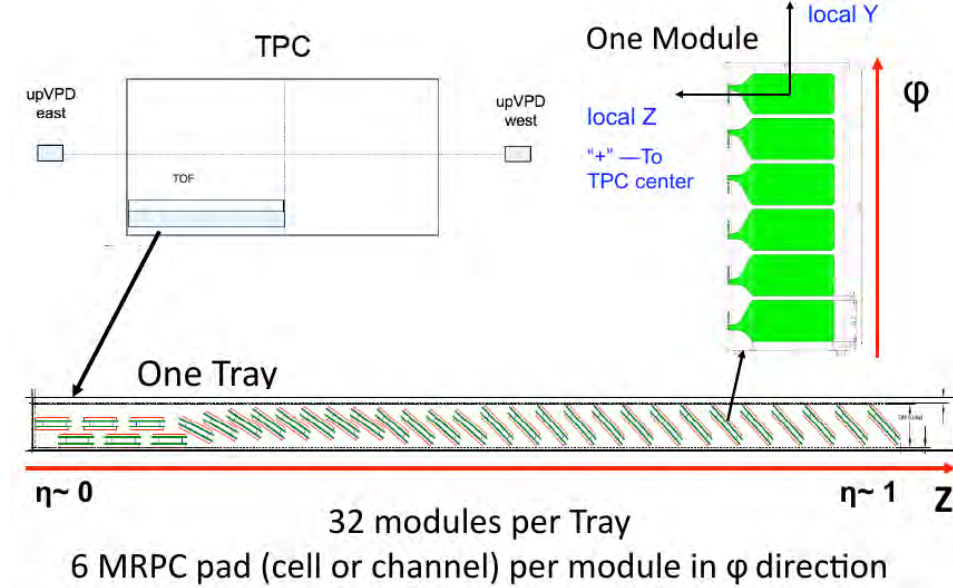 local Y
TPC
One Module
φ
upVPD
east
upVPD
west
local Z
"+" —To
TPC center
TOF
One Tray
η~ 0
η~ 1
Z
32 modules per Tray
6 MRPC pad (cell or channel) per module in φ direction